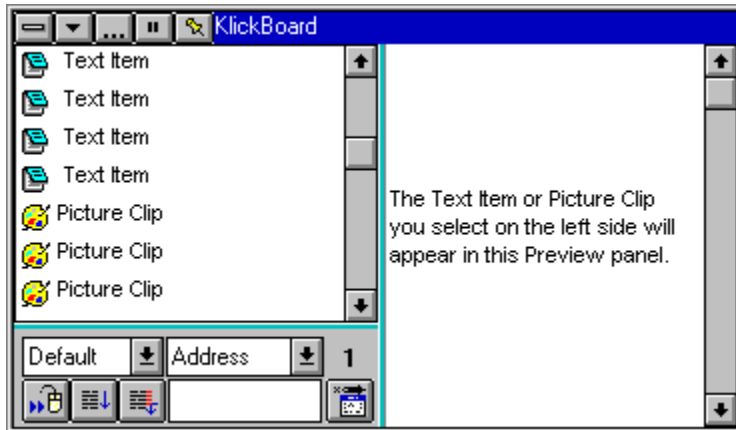 ... KlickBoard
Text Item
Text Item
Text Item
Text Item
Picture Clip
Picture Clip
Picture Clip
The Text Item or Picture Clip
you select on the left side will
appear in this Preview panel.
Default Address 1